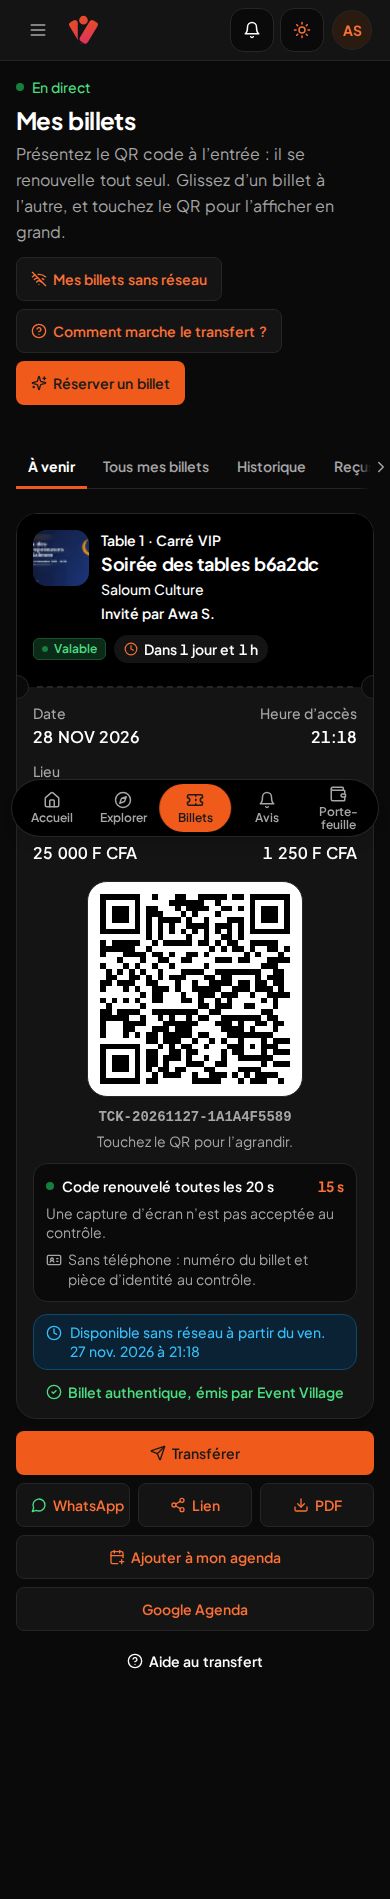 AS
En direct
Mes billets
Présentez le QR code à l’entrée : il se
renouvelle tout seul. Glissez d’un billet à
l’autre, et touchez le QR pour l’afficher en
grand.
Mes billets sans réseau
Comment marche le transfert ?
Réserver un billet
À venir Tous mes billets Historique Reçus
Table 1 · Carré VIP
Soirée des tables b6a2dc
Saloum Culture
Invité par Awa S.
Valable Dans 1 jour et 1 h
Date Heure d’accès
28 NOV 2026 21:18
Lieu
Accueil Explorer Billets Avis Porte-
feuille
25 000 F CFA 1 250 F CFA
TCK-20261127-1A1A4F5589
Touchez le QR pour l’agrandir.
Code renouvelé toutes les 20 s 15 s
Une capture d’écran n’est pas acceptée au
contrôle.
Sans téléphone : numéro du billet et
pièce d’identité au contrôle.
Disponible sans réseau à partir du ven.
27 nov. 2026 à 21:18
Billet authentique, émis par Event Village
Transférer
WhatsApp Lien PDF
Ajouter à mon agenda
Google Agenda
Aide au transfert